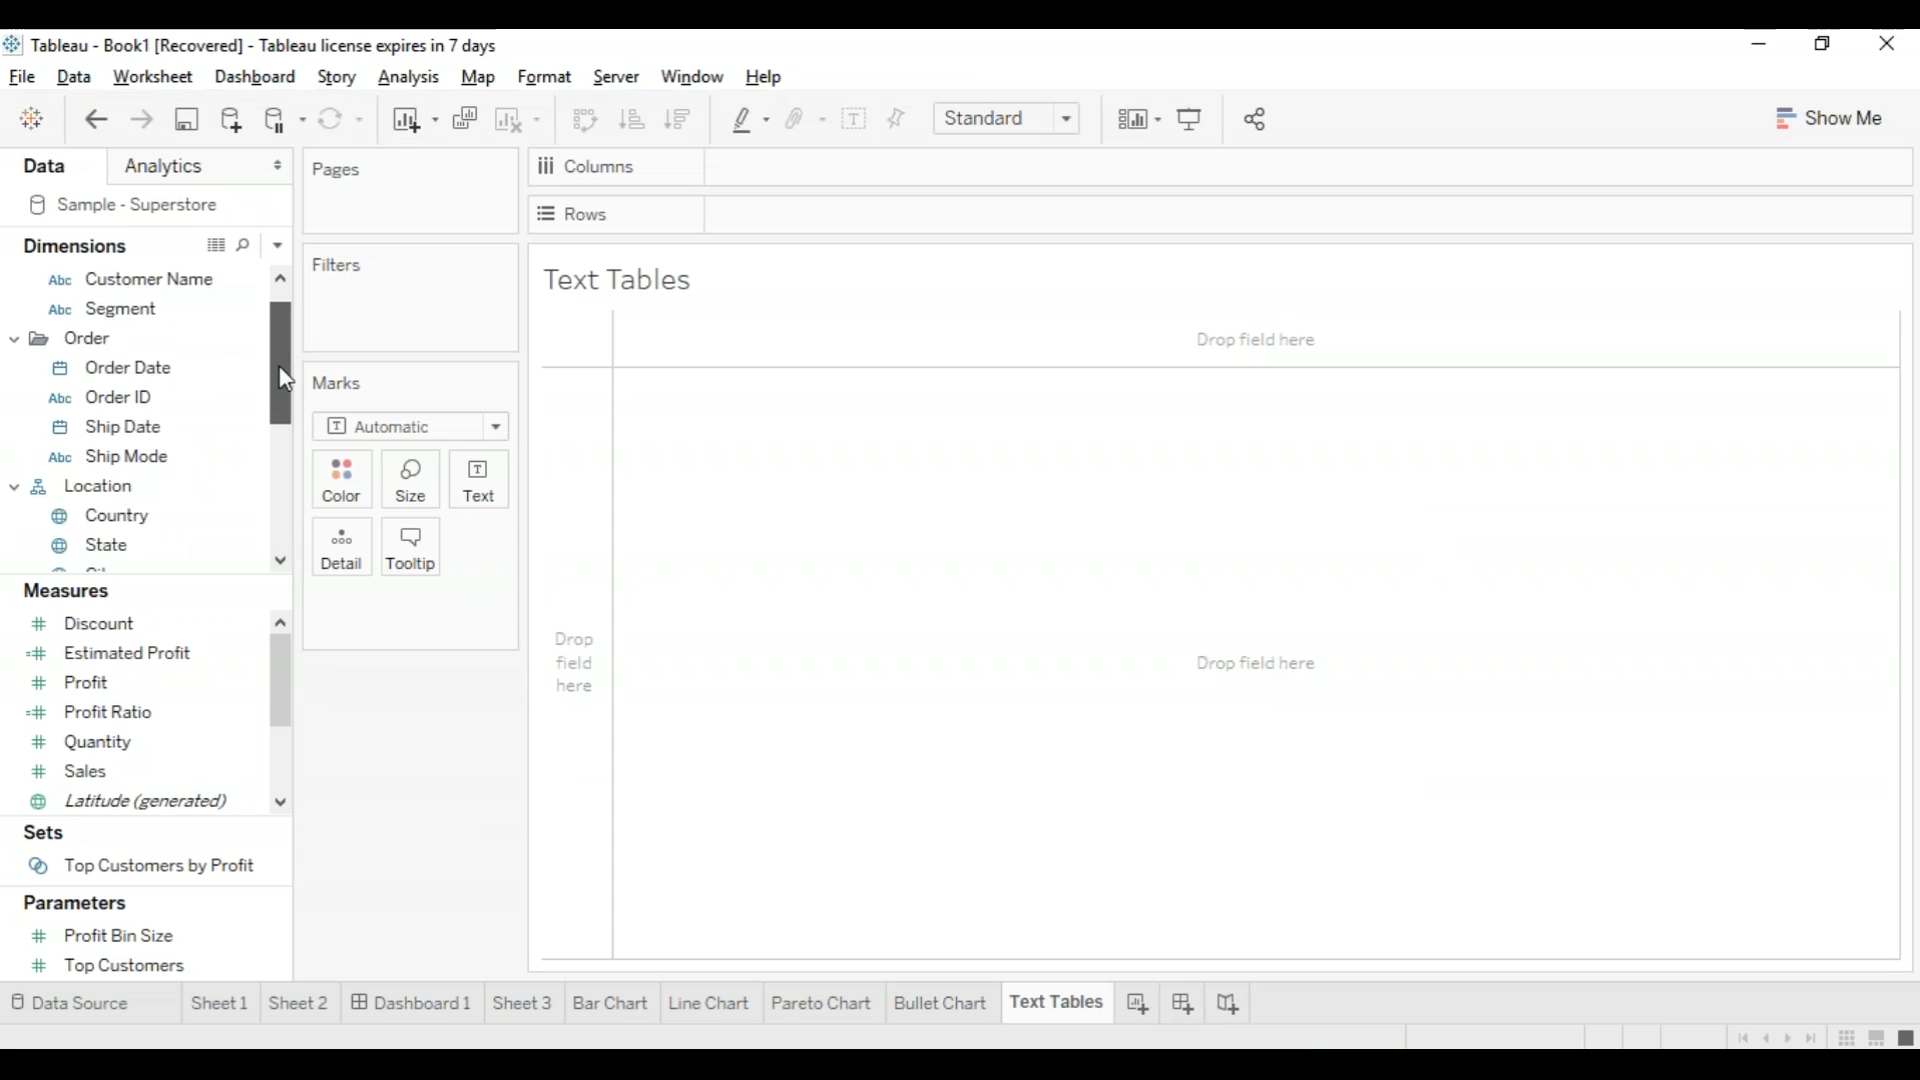 Tableau - Book1 [Recovered] - Tableau license expires in 7 days
File Data Worksheet Dashboard Story Analysis Map Format Server Window Help
Standard
Show Me
Data Analytics
Sample - Superstore
Dimensions
Abc Customer Name
Abc Segment
Order
Order Date
Abc Order ID
Ship Date
Abc Ship Mode
Location
Country
State
Measures
Discount
Estimated Profit
Profit
Profit Ratio
Quantity
Sales
Latitude (generated)
Sets
Top Customers by Profit
Parameters
Profit Bin Size
Top Customers
Pages
Filters
Marks
Automatic
Color Size Text
Detail Tooltip
Columns
Rows
Text Tables
Drop field here
Drop
field
here
Drop field here
Data Source Sheet 1 Sheet 2 Dashboard 1 Sheet 3 Bar Chart Line Chart Pareto Chart Bullet Chart Text Tables